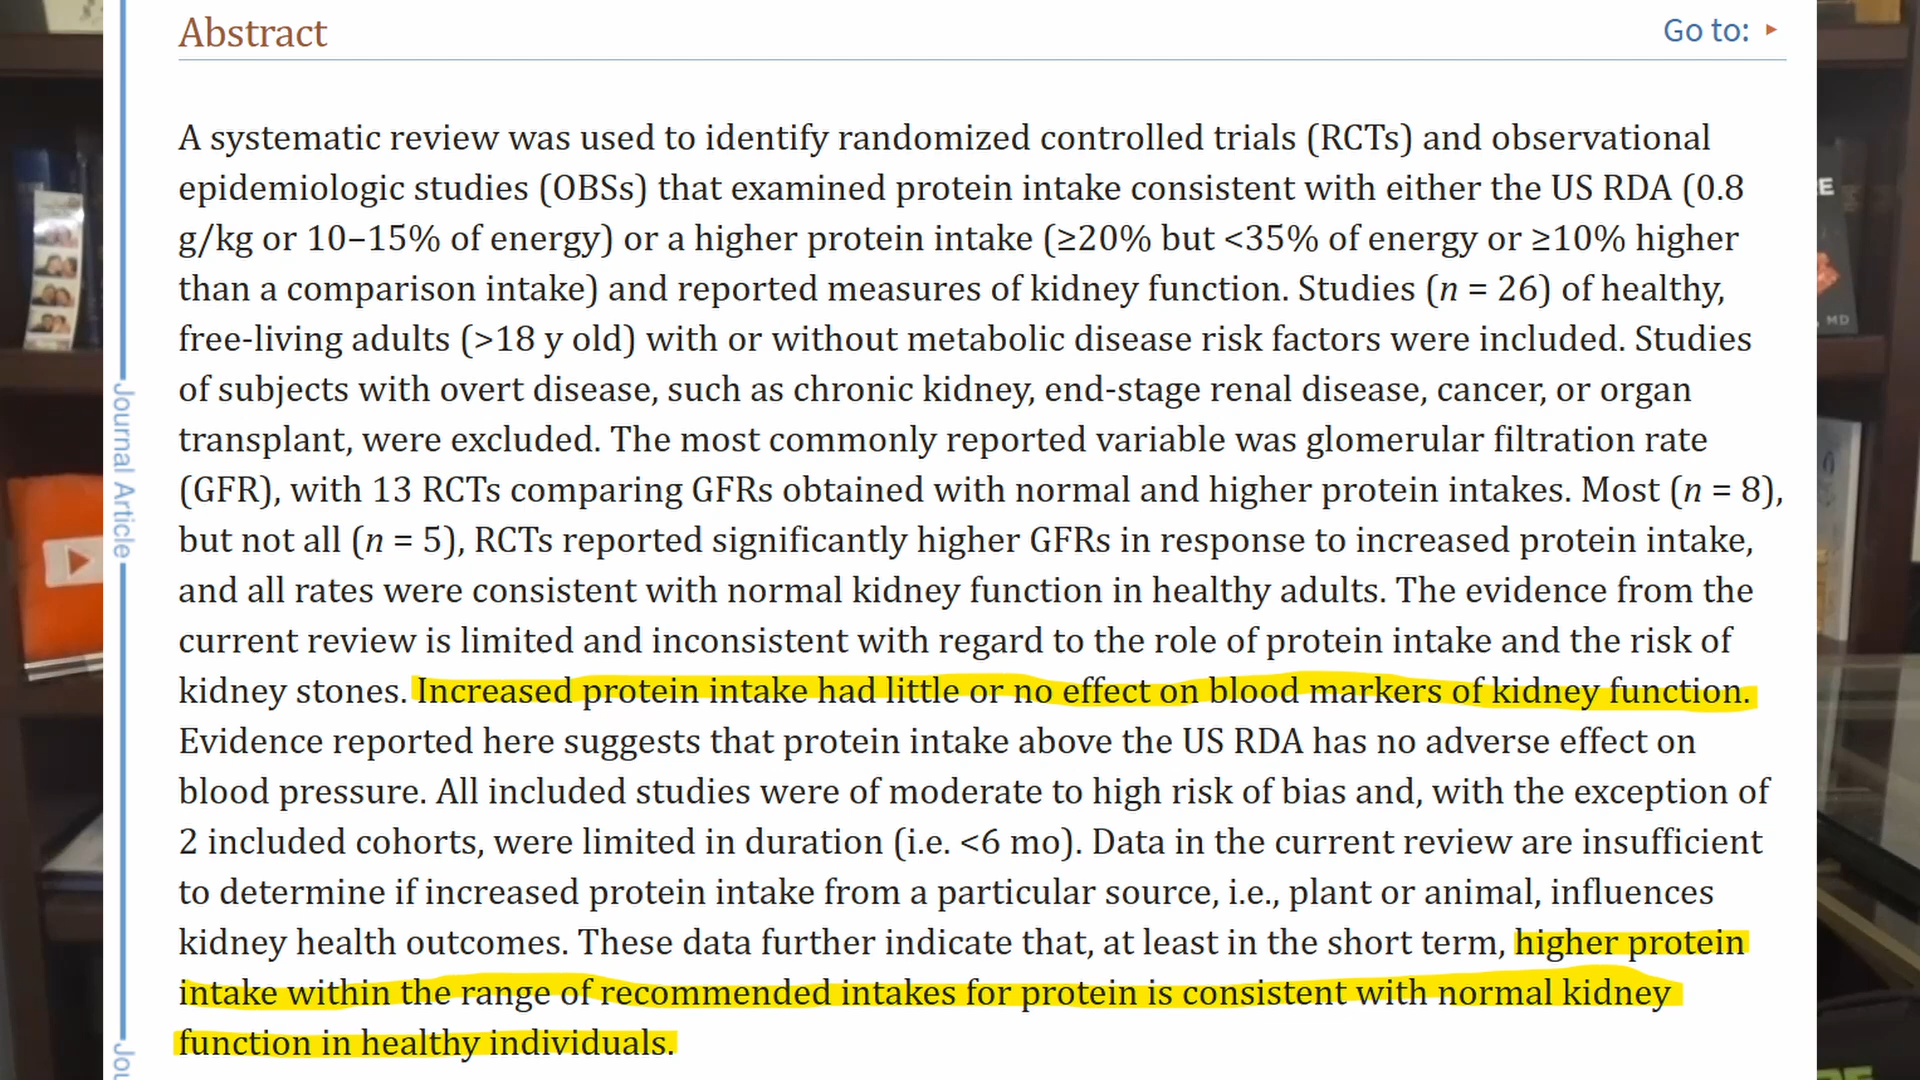 Abstract
Go to:
A systematic review was used to identify randomized controlled trials (RCTs) and observational
epidemiologic studies (OBSs) that examined protein intake consistent with either the US RDA (0.8
g/kg or 10–15% of energy) or a higher protein intake (≥20% but <35% of energy or ≥10% higher
than a comparison intake) and reported measures of kidney function. Studies (n = 26) of healthy,
free-living adults (>18 y old) with or without metabolic disease risk factors were included. Studies
of subjects with overt disease, such as chronic kidney, end-stage renal disease, cancer, or organ
transplant, were excluded. The most commonly reported variable was glomerular filtration rate
(GFR), with 13 RCTs comparing GFRs obtained with normal and higher protein intakes. Most (n = 8),
but not all (n = 5), RCTs reported significantly higher GFRs in response to increased protein intake,
and all rates were consistent with normal kidney function in healthy adults. The evidence from the
current review is limited and inconsistent with regard to the role of protein intake and the risk of
kidney stones. Increased protein intake had little or no effect on blood markers of kidney function.
Evidence reported here suggests that protein intake above the US RDA has no adverse effect on
blood pressure. All included studies were of moderate to high risk of bias and, with the exception of
2 included cohorts, were limited in duration (i.e. <6 mo). Data in the current review are insufficient
to determine if increased protein intake from a particular source, i.e., plant or animal, influences
kidney health outcomes. These data further indicate that, at least in the short term, higher protein
intake within the range of recommended intakes for protein is consistent with normal kidney
function in healthy individuals.
Journal Article
Jou
E
MD